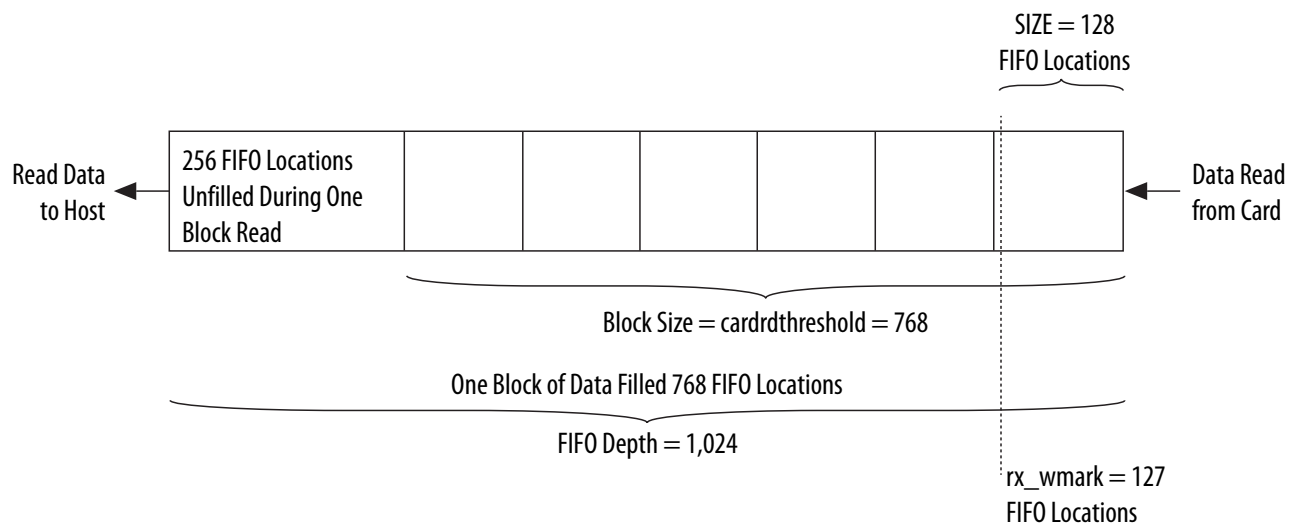 SIZE = 128
FIFO Locations
256 FIFO Locations
Unfilled During One
Block Read
Read Data
to Host
Data Read
from Card
Block Size = cardrdthreshold = 768
One Block of Data Filled 768 FIFO Locations
FIFO Depth = 1,024
rx_wmark = 127
FIFO Locations